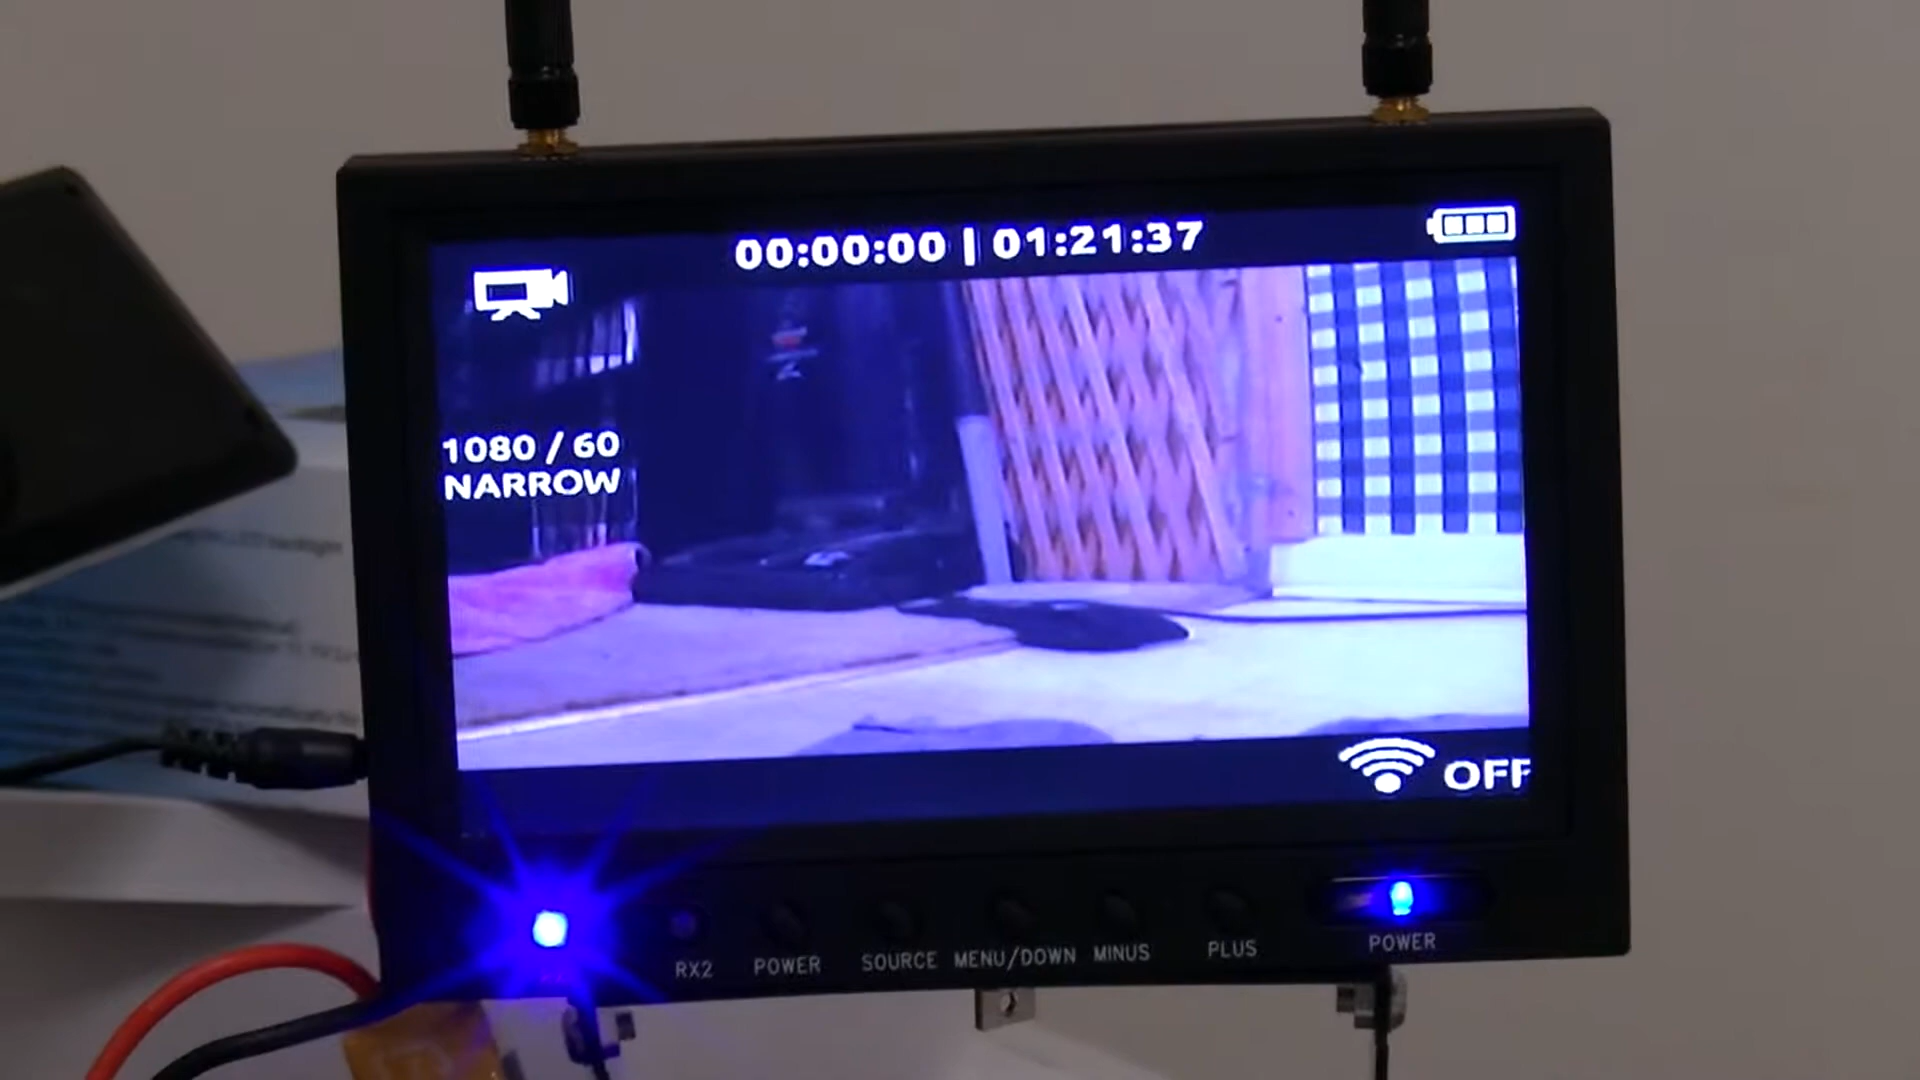 00:00:00 | 01:21:37
1080 / 60
NARROW
OFF
RX2
POWER
SOURCE
MENU/DOWN
MINUS
PLUS
POWER